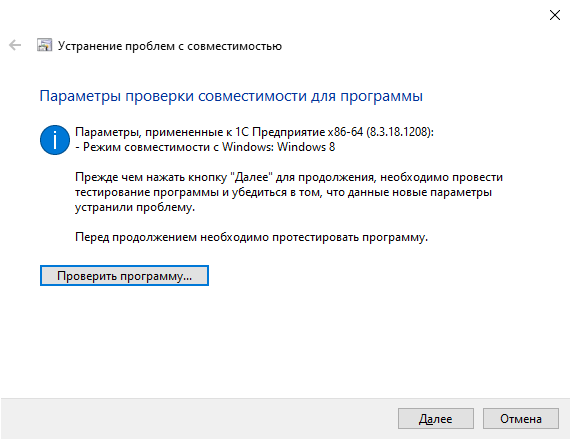 Устранение проблем с совместимостью
Параметры проверки совместимости для программы
Параметры, примененные к 1С Предприятие x86-64 (8.3.18.1208):
- Режим совместимости с Windows: Windows 8
Прежде чем нажать кнопку "Далее" для продолжения, необходимо провести
тестирование программы и убедиться в том, что данные новые параметры
устранили проблему.
Перед продолжением необходимо протестировать программу.
Проверить программу...
Далее
Отмена